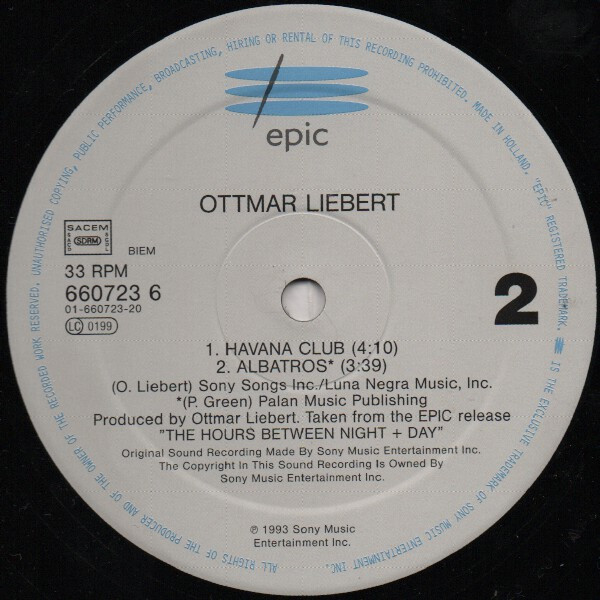 epic
OTTMAR LIEBERT
SACEM
SDRM
BIEM
33 RPM
660723 6
01-660723-20
LC 0199
2
1. HAVANA CLUB (4:10)
2. ALBATROS* (3:39)
(O. Liebert) Sony Songs Inc./Luna Negra Music, Inc.
*(P. Green) Palan Music Publishing
Produced by Ottmar Liebert. Taken from the EPIC release
"THE HOURS BETWEEN NIGHT + DAY"
Original Sound Recording Made By Sony Music Entertainment Inc.
The Copyright In This Sound Recording Is Owned By
Sony Music Entertainment Inc.
℗ 1993 Sony Music
Entertainment Inc.
ALL RIGHTS OF THE PRODUCER AND OF THE OWNER OF THE RECORDED WORK RESERVED. UNAUTHORISED COPYING, PUBLIC PERFORMANCE, BROADCASTING, HIRING OR RENTAL OF THIS RECORDING PROHIBITED. MADE IN HOLLAND. "EPIC" REGISTERED TRADEMARK. IS THE EXCLUSIVE TRADEMARK OF SONY MUSIC ENTERTAINMENT INC.